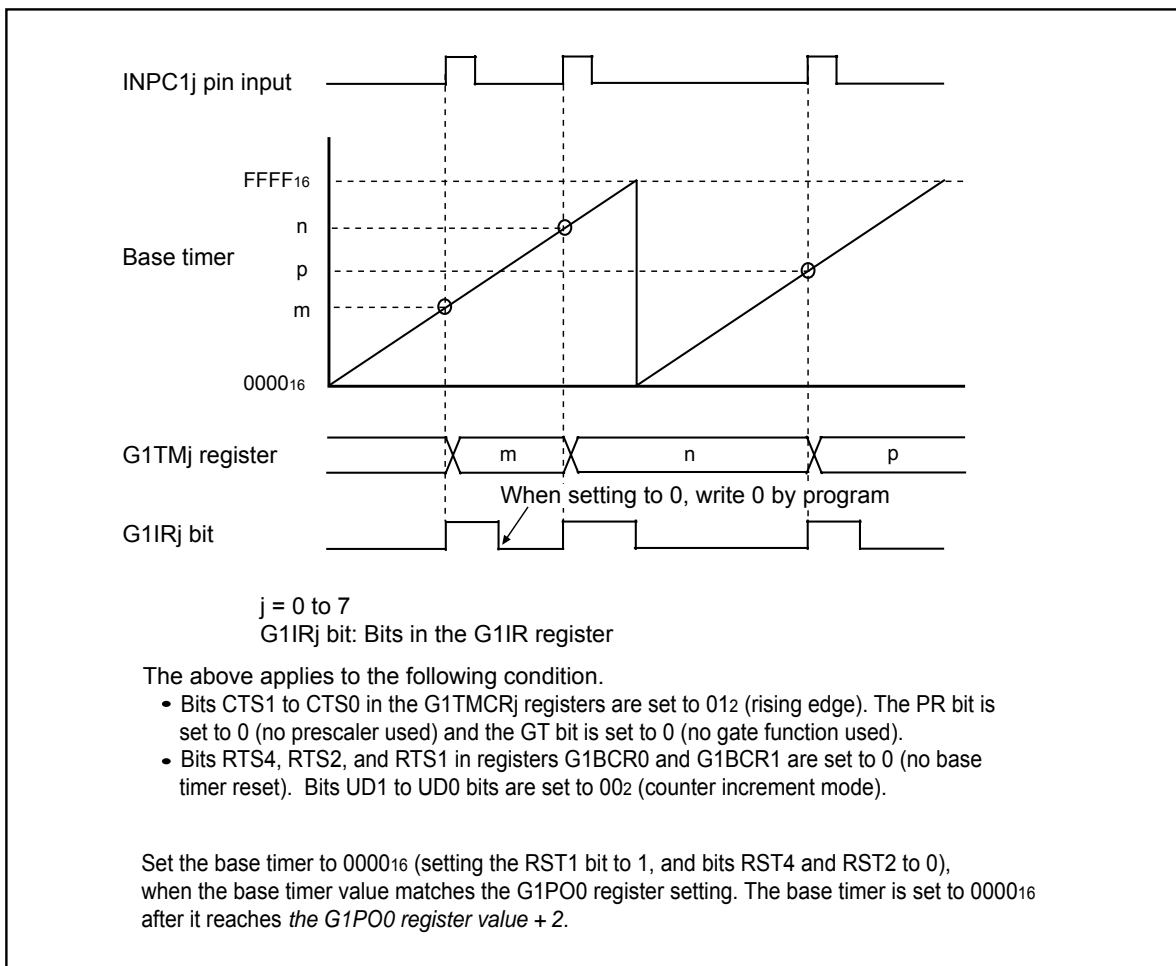 INPC1j pin input
FFFF16
n
Base timer
p
m
000016
G1TMj register
m
n
p
When setting to 0, write 0 by program
G1IRj bit
j = 0 to 7
G1IRj bit: Bits in the G1IR register
The above applies to the following condition.
• Bits CTS1 to CTS0 in the G1TMCRj registers are set to 012 (rising edge). The PR bit is
set to 0 (no prescaler used) and the GT bit is set to 0 (no gate function used).
• Bits RTS4, RTS2, and RTS1 in registers G1BCR0 and G1BCR1 are set to 0 (no base
timer reset). Bits UD1 to UD0 bits are set to 002 (counter increment mode).
Set the base timer to 000016 (setting the RST1 bit to 1, and bits RST4 and RST2 to 0),
when the base timer value matches the G1PO0 register setting. The base timer is set to 000016
after it reaches the G1PO0 register value + 2.